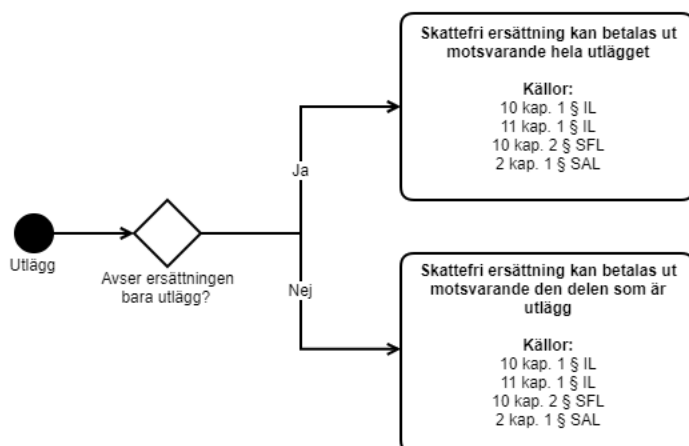 Skattefri ersättning kan betalas ut
motsvarande hela utlägget
Källor:
10 kap. 1 § IL
11 kap. 1 § IL
10 kap. 2 § SFL
2 kap. 1 § SAL
Ja
Utlägg
Avser ersättningen
bara utlägg?
Nej
Skattefri ersättning kan betalas ut
motsvarande den delen som är
utlägg
Källor:
10 kap. 1 § IL
11 kap. 1 § IL
10 kap. 2 § SFL
2 kap. 1 § SAL